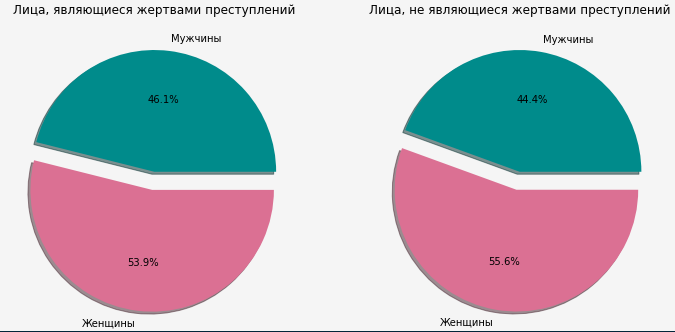 Лица, являющиеся жертвами преступлений
Мужчины
46.1%
53.9%
Женщины
Лица, не являющиеся жертвами преступлений
Мужчины
44.4%
55.6%
Женщины